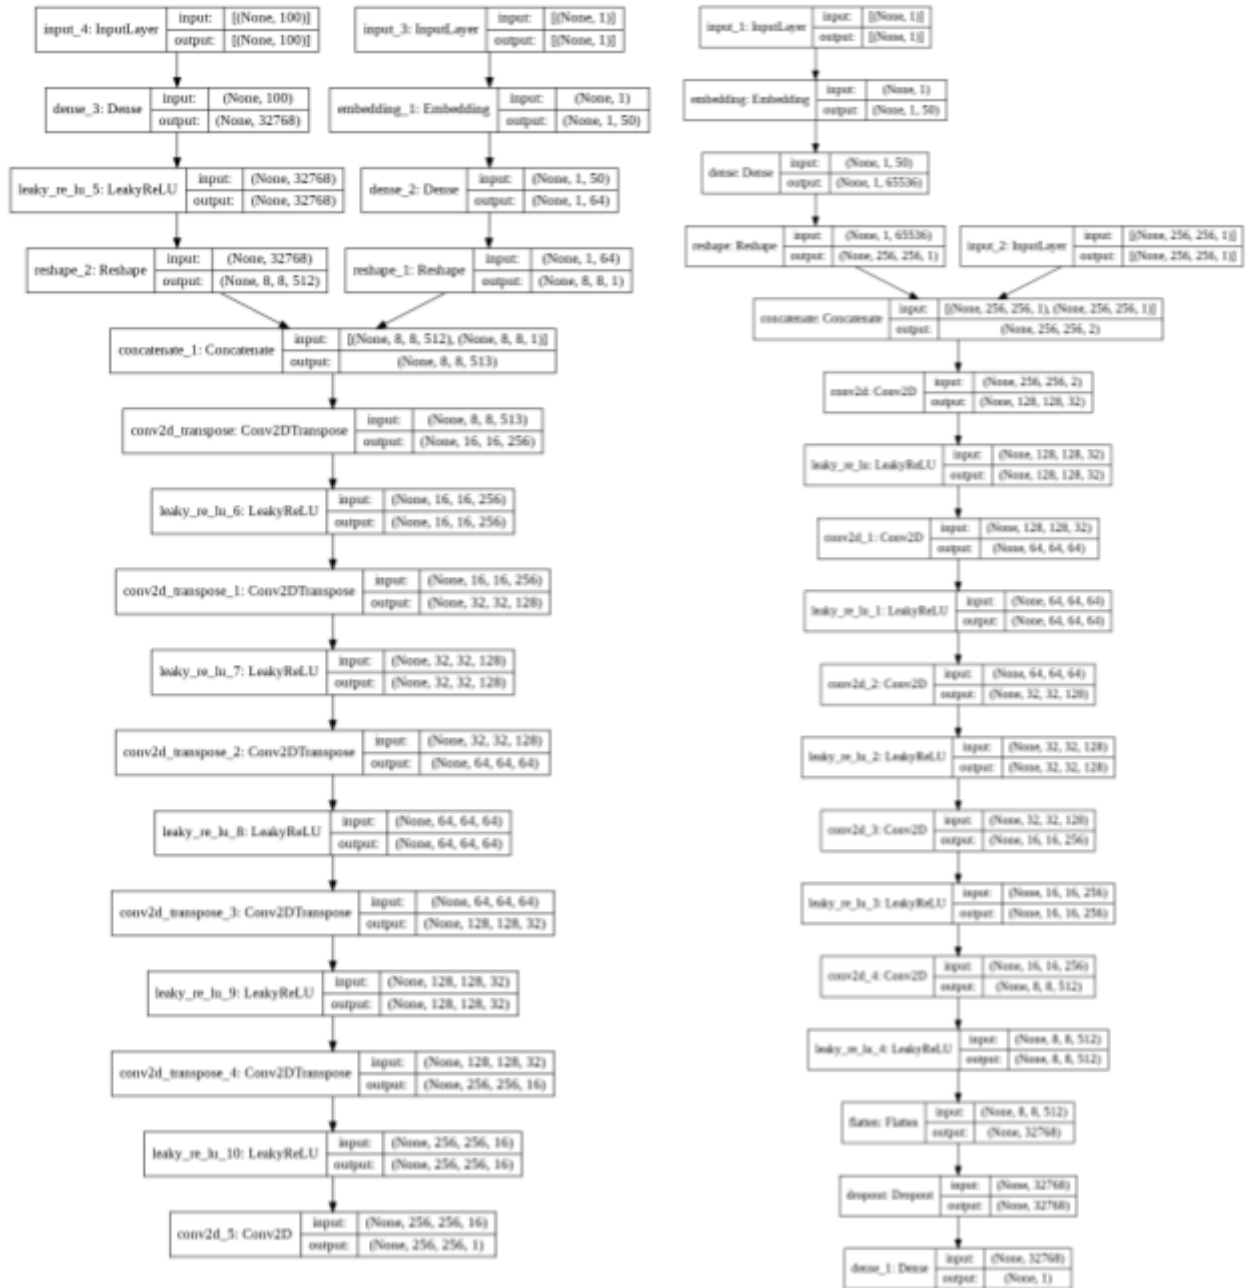 input_4: InputLayer input: [(None, 100)]
output: [(None, 100)]
dense_3: Dense input: (None, 100)
output: (None, 32768)
leaky_re_lu_5: LeakyReLU input: (None, 32768)
output: (None, 32768)
reshape_2: Reshape input: (None, 32768)
output: (None, 8, 8, 512)
input_3: InputLayer input: [(None, 1)]
output: [(None, 1)]
embedding_1: Embedding input: (None, 1)
output: (None, 1, 50)
dense_2: Dense input: (None, 1, 50)
output: (None, 1, 64)
reshape_1: Reshape input: (None, 1, 64)
output: (None, 8, 8, 1)
concatenate_1: Concatenate input: [(None, 8, 8, 512), (None, 8, 8, 1)]
output: (None, 8, 8, 513)
conv2d_transpose: Conv2DTranspose input: (None, 8, 8, 513)
output: (None, 16, 16, 256)
leaky_re_lu_6: LeakyReLU input: (None, 16, 16, 256)
output: (None, 16, 16, 256)
conv2d_transpose_1: Conv2DTranspose input: (None, 16, 16, 256)
output: (None, 32, 32, 128)
leaky_re_lu_7: LeakyReLU input: (None, 32, 32, 128)
output: (None, 32, 32, 128)
conv2d_transpose_2: Conv2DTranspose input: (None, 32, 32, 128)
output: (None, 64, 64, 64)
leaky_re_lu_8: LeakyReLU input: (None, 64, 64, 64)
output: (None, 64, 64, 64)
conv2d_transpose_3: Conv2DTranspose input: (None, 64, 64, 64)
output: (None, 128, 128, 32)
leaky_re_lu_9: LeakyReLU input: (None, 128, 128, 32)
output: (None, 128, 128, 32)
conv2d_transpose_4: Conv2DTranspose input: (None, 128, 128, 32)
output: (None, 256, 256, 16)
leaky_re_lu_10: LeakyReLU input: (None, 256, 256, 16)
output: (None, 256, 256, 16)
conv2d_5: Conv2D input: (None, 256, 256, 16)
output: (None, 256, 256, 1)
input_1: InputLayer input: [(None, 1)]
output: [(None, 1)]
embedding: Embedding input: (None, 1)
output: (None, 1, 50)
dense: Dense input: (None, 1, 50)
output: (None, 1, 65536)
reshape: Reshape input: (None, 1, 65536)
output: (None, 256, 256, 1)
input_2: InputLayer input: [(None, 256, 256, 1)]
output: [(None, 256, 256, 1)]
concatenate: Concatenate input: [(None, 256, 256, 1), (None, 256, 256, 1)]
output: (None, 256, 256, 2)
conv2d: Conv2D input: (None, 256, 256, 2)
output: (None, 128, 128, 32)
leaky_re_lu: LeakyReLU input: (None, 128, 128, 32)
output: (None, 128, 128, 32)
conv2d_1: Conv2D input: (None, 128, 128, 32)
output: (None, 64, 64, 64)
leaky_re_lu_1: LeakyReLU input: (None, 64, 64, 64)
output: (None, 64, 64, 64)
conv2d_2: Conv2D input: (None, 64, 64, 64)
output: (None, 32, 32, 128)
leaky_re_lu_2: LeakyReLU input: (None, 32, 32, 128)
output: (None, 32, 32, 128)
conv2d_3: Conv2D input: (None, 32, 32, 128)
output: (None, 16, 16, 256)
leaky_re_lu_3: LeakyReLU input: (None, 16, 16, 256)
output: (None, 16, 16, 256)
conv2d_4: Conv2D input: (None, 16, 16, 256)
output: (None, 8, 8, 512)
leaky_re_lu_4: LeakyReLU input: (None, 8, 8, 512)
output: (None, 8, 8, 512)
flatten: Flatten input: (None, 8, 8, 512)
output: (None, 32768)
dropout: Dropout input: (None, 32768)
output: (None, 32768)
dense_1: Dense input: (None, 32768)
output: (None, 1)